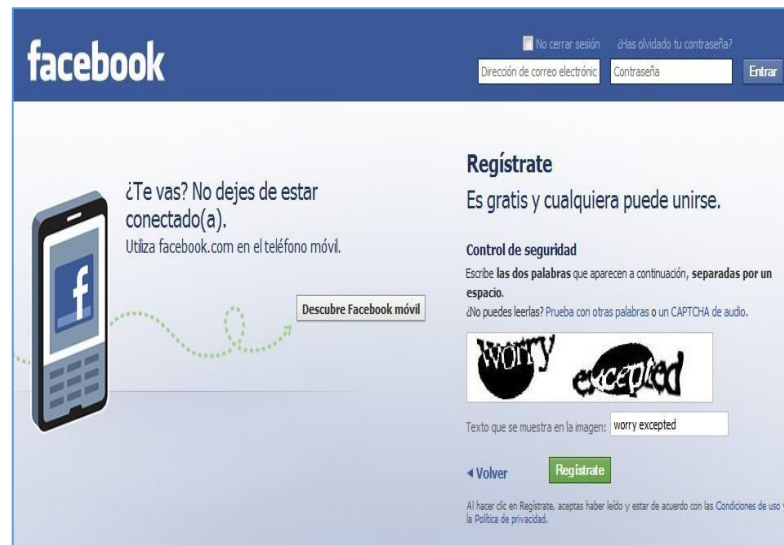 facebook
No cerrar sesión
¿Has olvidado tu contraseña?
Dirección de correo electrónic
Contraseña
Entrar
¿Te vas? No dejes de estar
conectado(a).
Utiliza facebook.com en el teléfono móvil.
f
Descubre Facebook móvil
Regístrate
Es gratis y cualquiera puede unirse.
Control de seguridad
Escribe las dos palabras que aparecen a continuación, separadas por un
espacio.
¿No puedes leerlas? Prueba con otras palabras o un CAPTCHA de audio.
worry excepted
Texto que se muestra en la imagen: worry excepted
Volver
Regístrate
Al hacer clic en Regístrate, aceptas haber leído y estar de acuerdo con las Condiciones de uso y
la Política de privacidad.